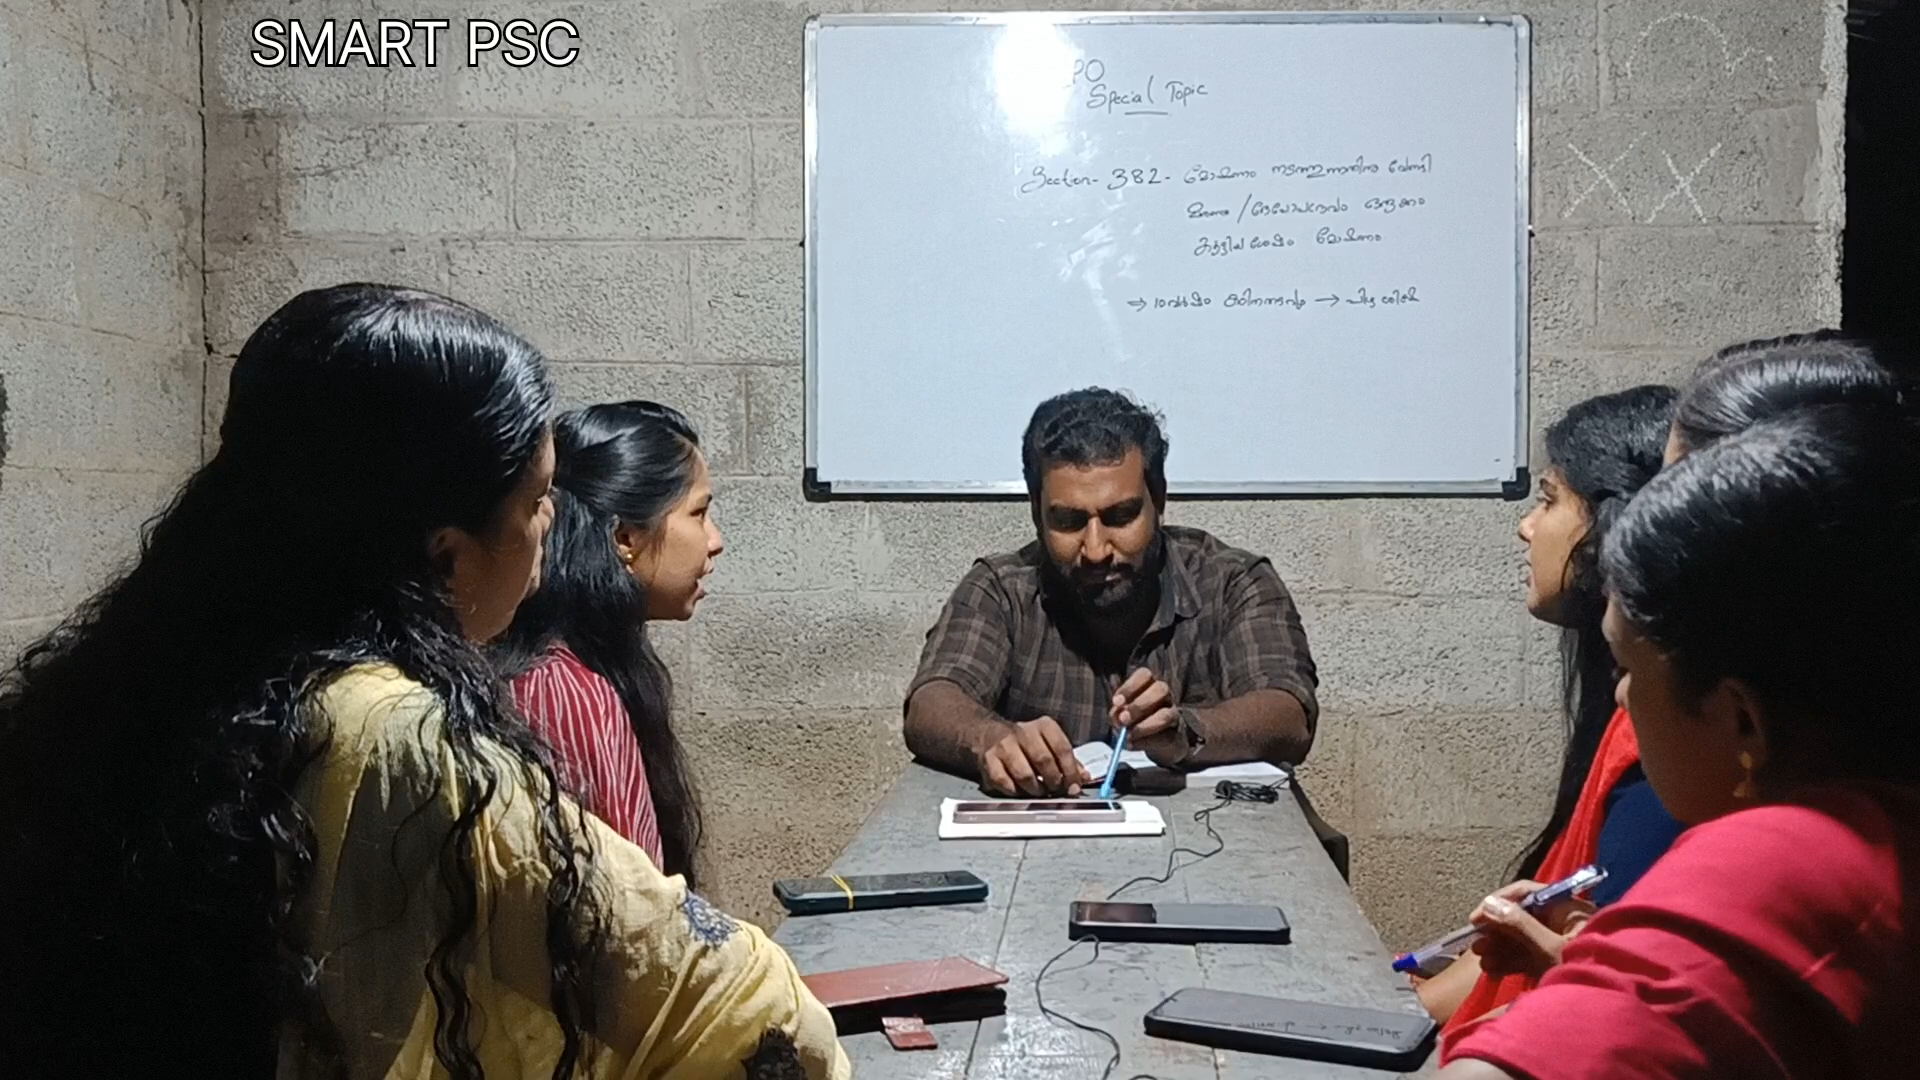 SMART PSC
PO
Special Topic
Section - 382 - മോഷണം നടത്തുന്നതിനു വേണ്ടി
മരണം / ദേഹോപദ്രവം ഒരുക്കം
കൂട്ടിയ ശേഷം മോഷണം
⇒ 10 വർഷം കഠിനതടവും → പിഴ ശിക്ഷ